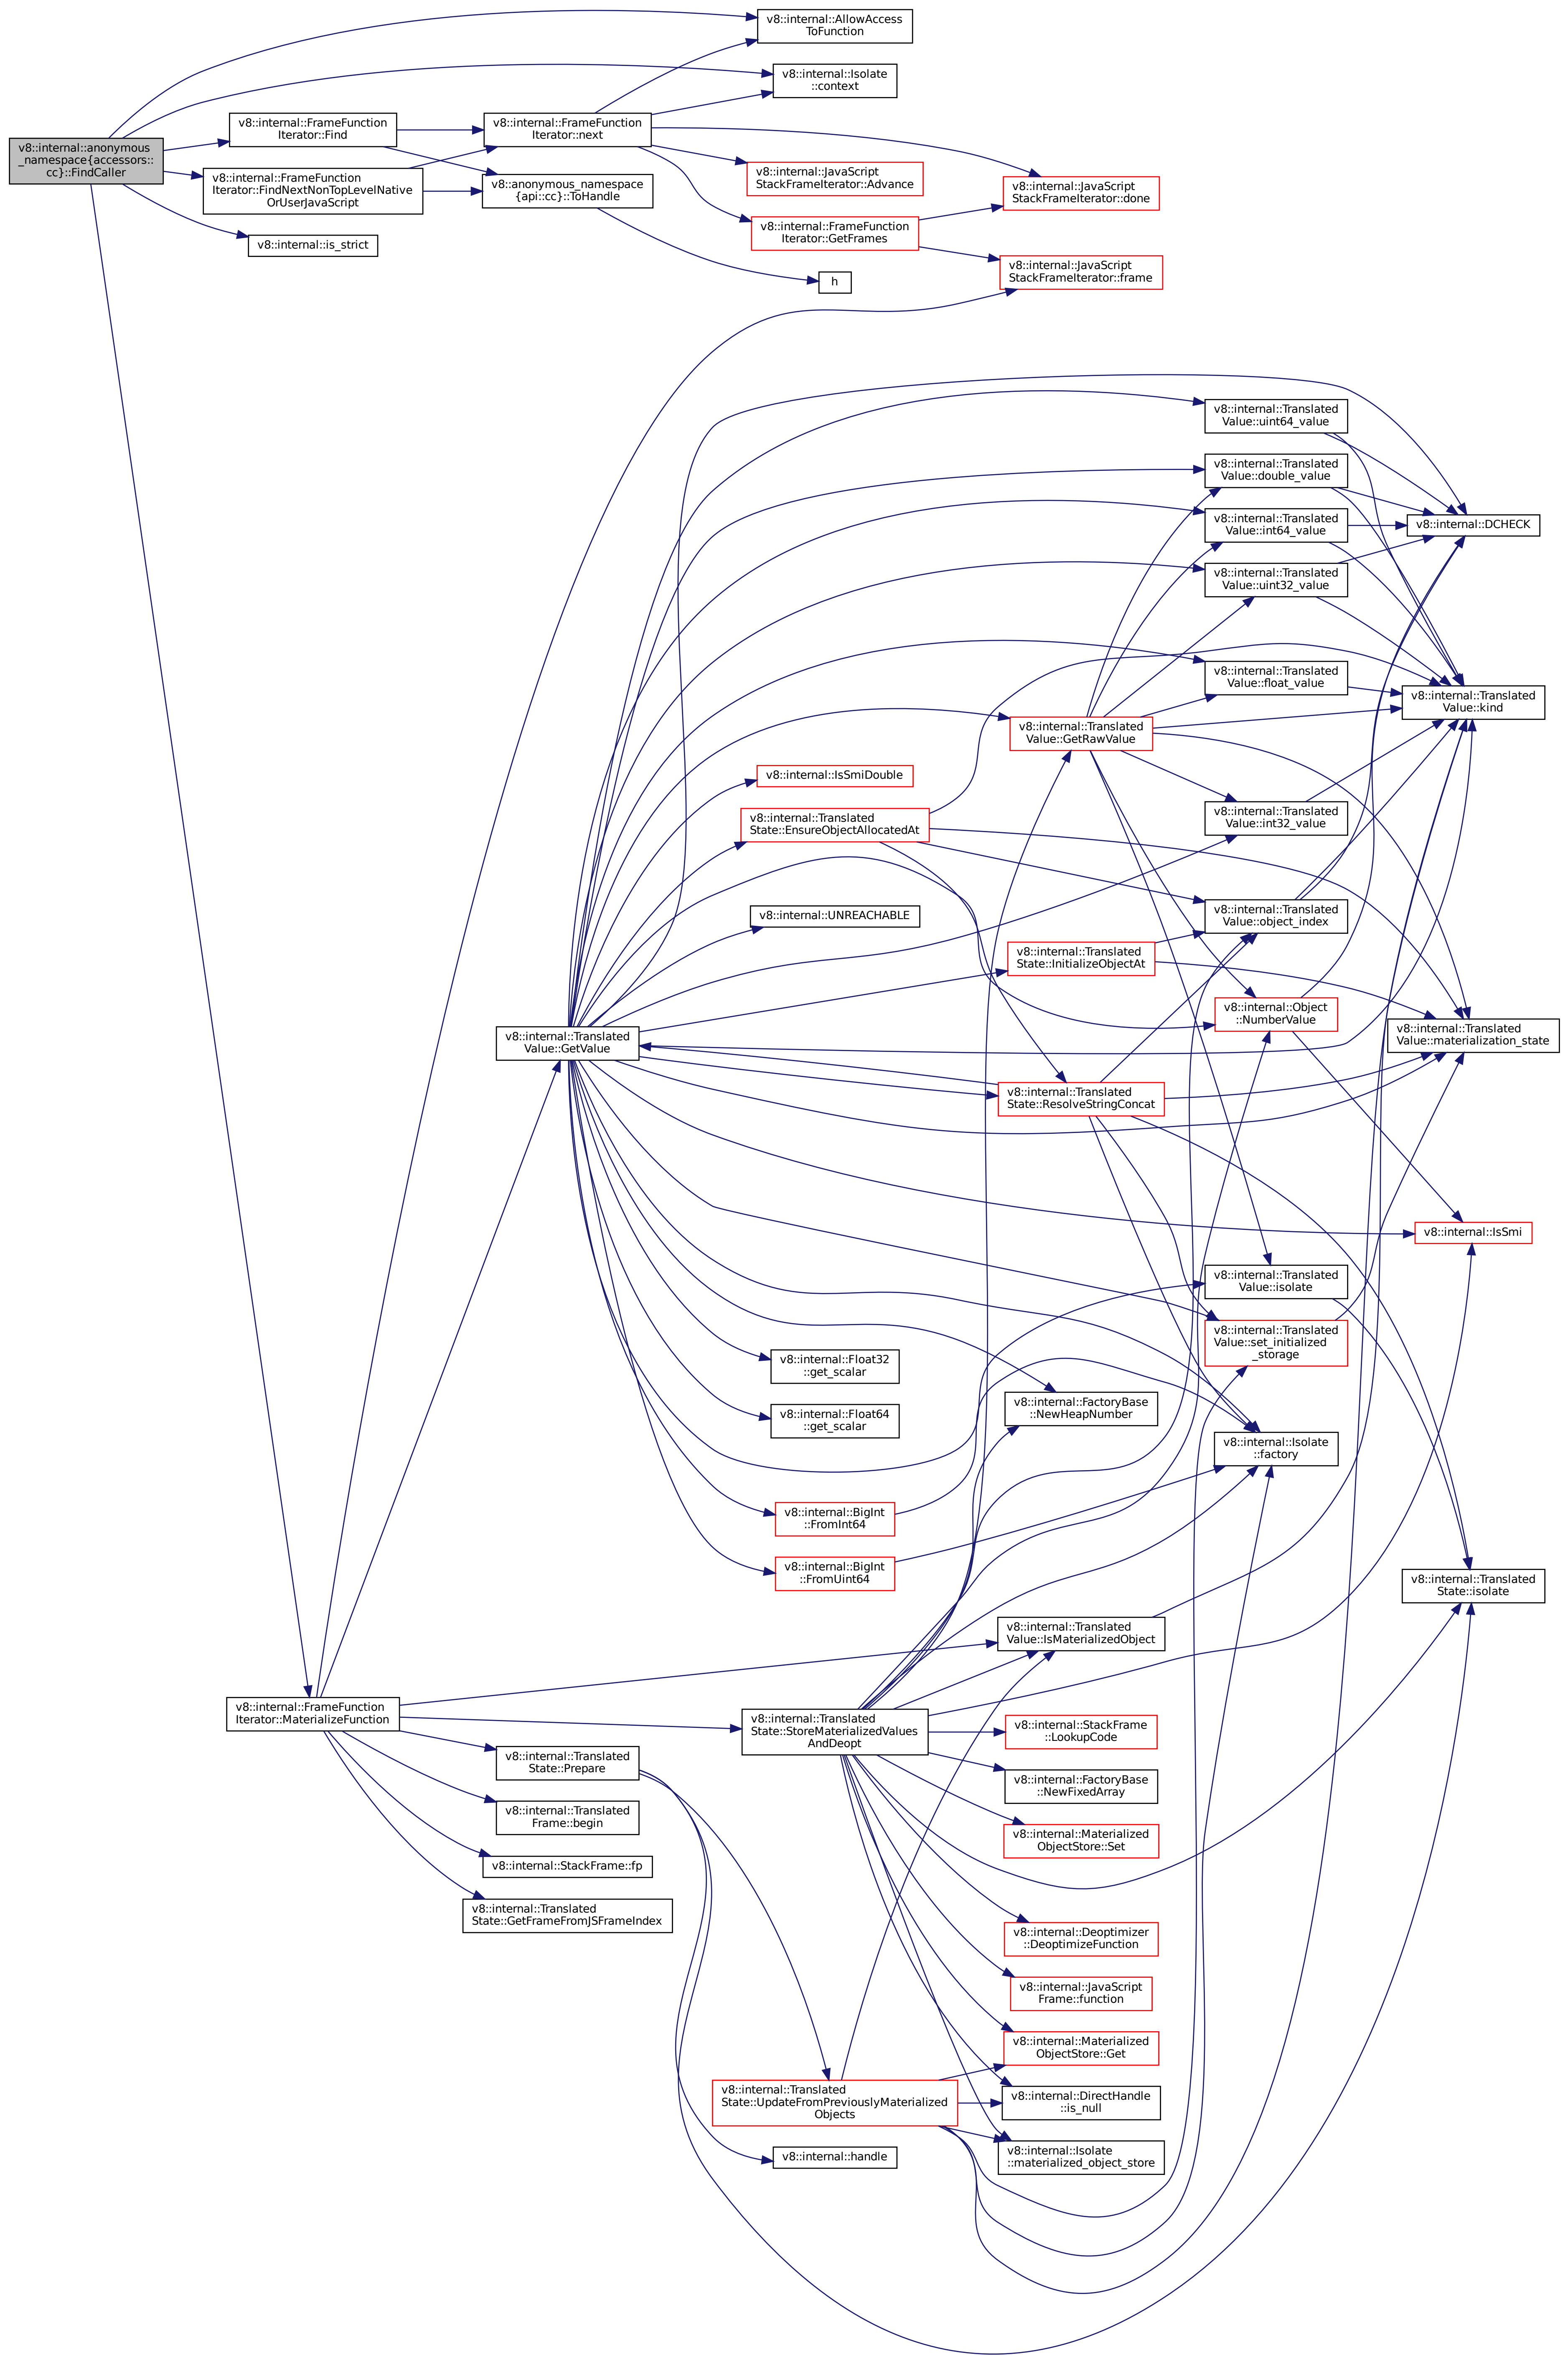 v8::internal::AllowAccess
ToFunction
v8::internal::Isolate
::context
v8::internal::anonymous
_namespace{accessors::
cc}::FindCaller
v8::internal::FrameFunction
Iterator::Find
v8::internal::FrameFunction
Iterator::next
v8::internal::FrameFunction
Iterator::FindNextNonTopLevelNative
OrUserJavaScript
v8::anonymous_namespace
{api::cc}::ToHandle
v8::internal::JavaScript
StackFrameIterator::Advance
v8::internal::JavaScript
StackFrameIterator::done
v8::internal::FrameFunction
Iterator::GetFrames
v8::internal::is_strict
h
v8::internal::JavaScript
StackFrameIterator::frame
v8::internal::Translated
Value::uint64_value
v8::internal::Translated
Value::double_value
v8::internal::Translated
Value::int64_value
v8::internal::DCHECK
v8::internal::Translated
Value::uint32_value
v8::internal::Translated
Value::float_value
v8::internal::Translated
Value::kind
v8::internal::Translated
Value::GetRawValue
v8::internal::IsSmiDouble
v8::internal::Translated
State::EnsureObjectAllocatedAt
v8::internal::Translated
Value::int32_value
v8::internal::UNREACHABLE
v8::internal::Translated
Value::object_index
v8::internal::Translated
State::InitializeObjectAt
v8::internal::Object
::NumberValue
v8::internal::Translated
Value::GetValue
v8::internal::Translated
Value::materialization_state
v8::internal::Translated
State::ResolveStringConcat
v8::internal::IsSmi
v8::internal::Translated
Value::isolate
v8::internal::Translated
Value::set_initialized
_storage
v8::internal::Float32
::get_scalar
v8::internal::Float64
::get_scalar
v8::internal::FactoryBase
::NewHeapNumber
v8::internal::Isolate
::factory
v8::internal::BigInt
::FromInt64
v8::internal::BigInt
::FromUint64
v8::internal::Translated
State::isolate
v8::internal::Translated
Value::IsMaterializedObject
v8::internal::FrameFunction
Iterator::MaterializeFunction
v8::internal::Translated
State::StoreMaterializedValues
AndDeopt
v8::internal::StackFrame
::LookupCode
v8::internal::Translated
State::Prepare
v8::internal::FactoryBase
::NewFixedArray
v8::internal::Translated
Frame::begin
v8::internal::Materialized
ObjectStore::Set
v8::internal::StackFrame::fp
v8::internal::Translated
State::GetFrameFromJSFrameIndex
v8::internal::Deoptimizer
::DeoptimizeFunction
v8::internal::JavaScript
Frame::function
v8::internal::Materialized
ObjectStore::Get
v8::internal::Translated
State::UpdateFromPreviouslyMaterialized
Objects
v8::internal::DirectHandle
::is_null
v8::internal::handle
v8::internal::Isolate
::materialized_object_store